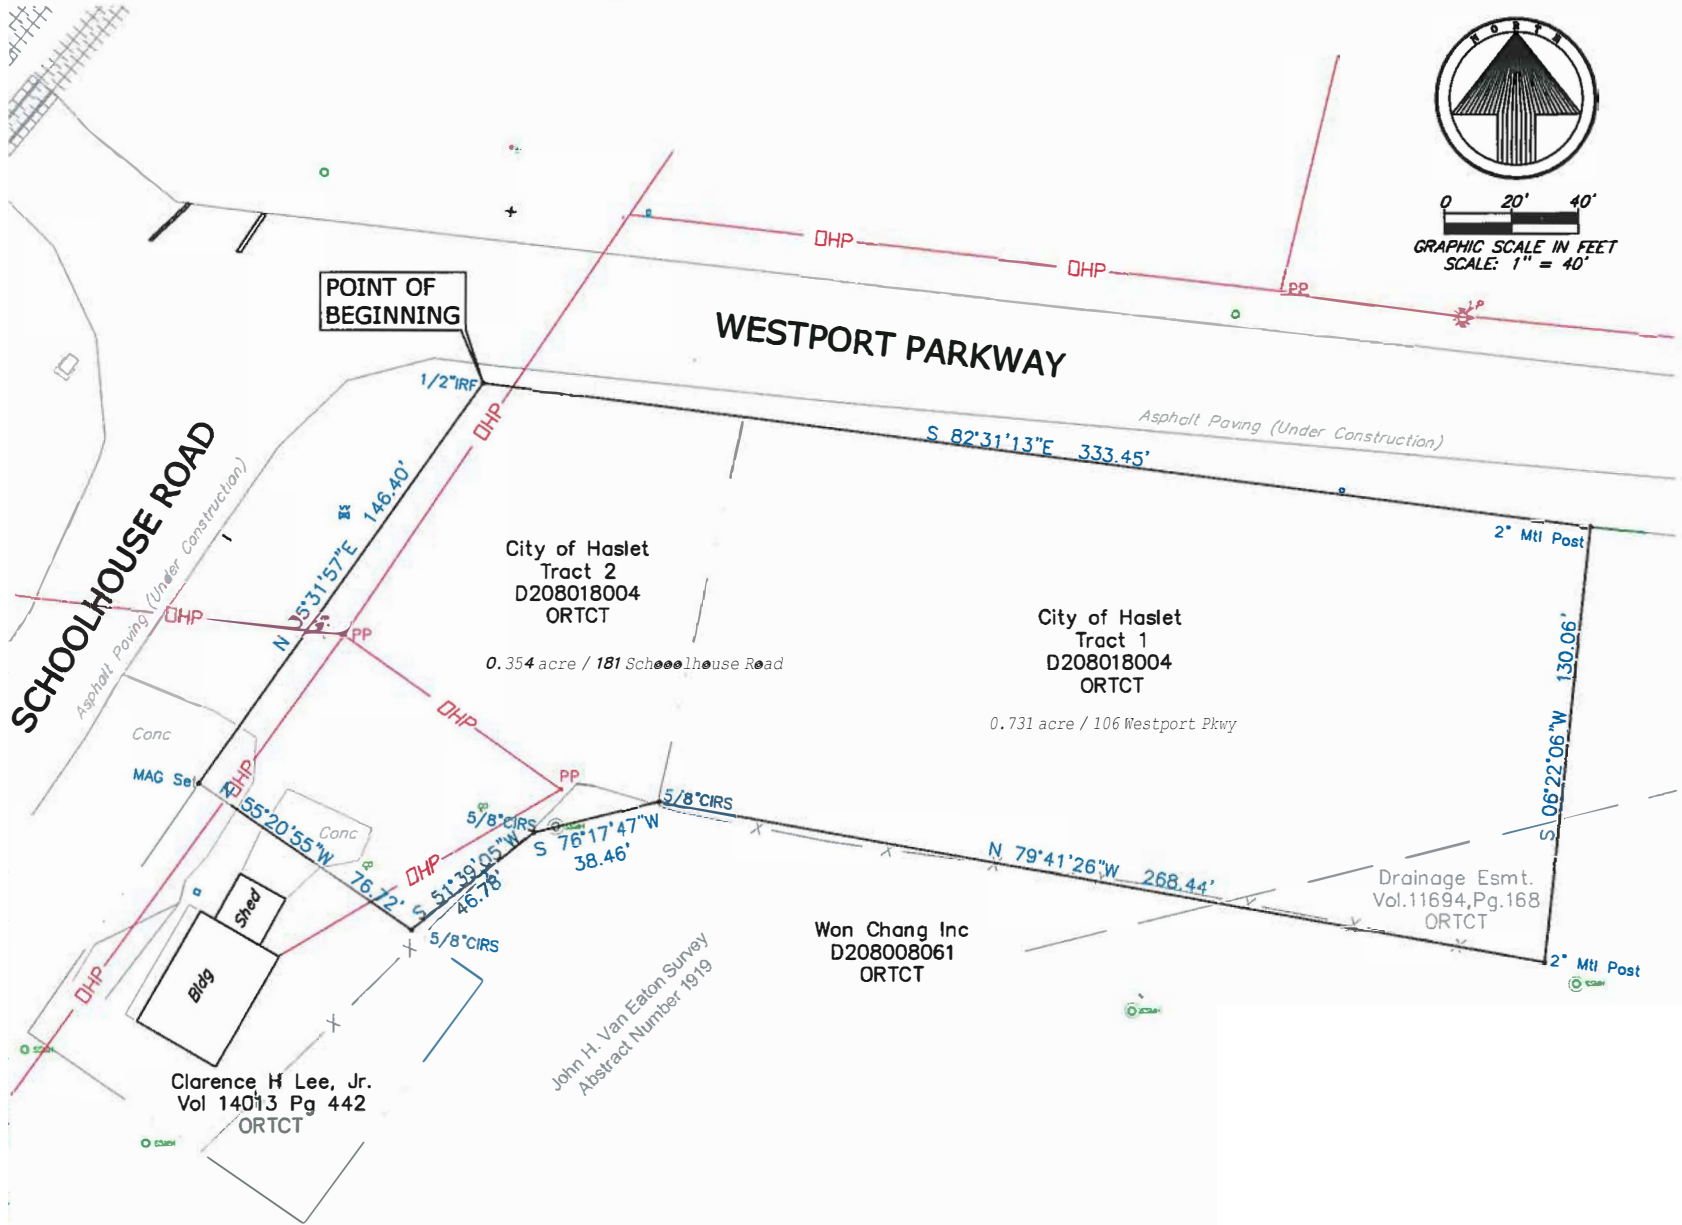 NORTH
0 20' 40'
GRAPHIC SCALE IN FEET
SCALE: 1" = 40'
OHP
OHP
PP
LP
POINT OF
BEGINNING
WESTPORT PARKWAY
1/2"IRF
OHP
Asphalt Paving (Under Construction)
S 82°31'13"E 333.45'
2" Mtl Post
SCHOOLHOUSE ROAD
Asphalt Paving (Under Construction)
N 35°31'57"E 146.40'
City of Haslet
Tract 2
D208018004
ORTCT
0.354 acre / 181 Schooolhouse Road
City of Haslet
Tract 1
D208018004
ORTCT
0.731 acre / 106 Westport Pkwy
S 06°22'06"W 130.06'
OHP
PP
OHP
Conc
MAG Set
OHP
PP
N 55°20'55"W 76.72'
Conc
5/8"CIRS
5/8"CIRS
S 76°17'47"W
38.46'
S 51°39'05"W
46.78'
OHP
5/8"CIRS
N 79°41'26"W 268.44'
Drainage Esmt.
Vol.11694,Pg.168
ORTCT
2" Mtl Post
SSMH
Won Chang Inc
D208008061
ORTCT
SSMH
Shed
Bldg
OHP
SSMH
John H. Van Eaton Survey
Abstract Number 1919
Clarence H Lee, Jr.
Vol 14013 Pg 442
ORTCT
SSMH